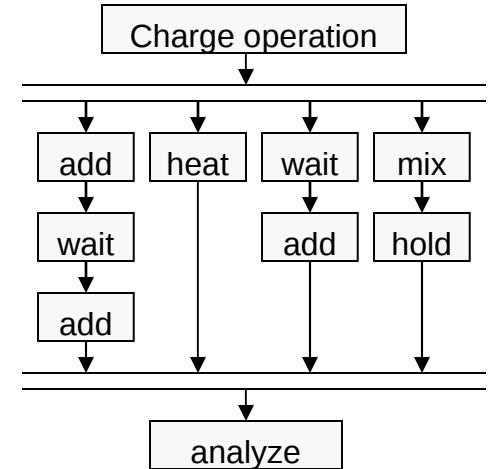 Charge operation
add heat wait mix
wait add hold
add
analyze